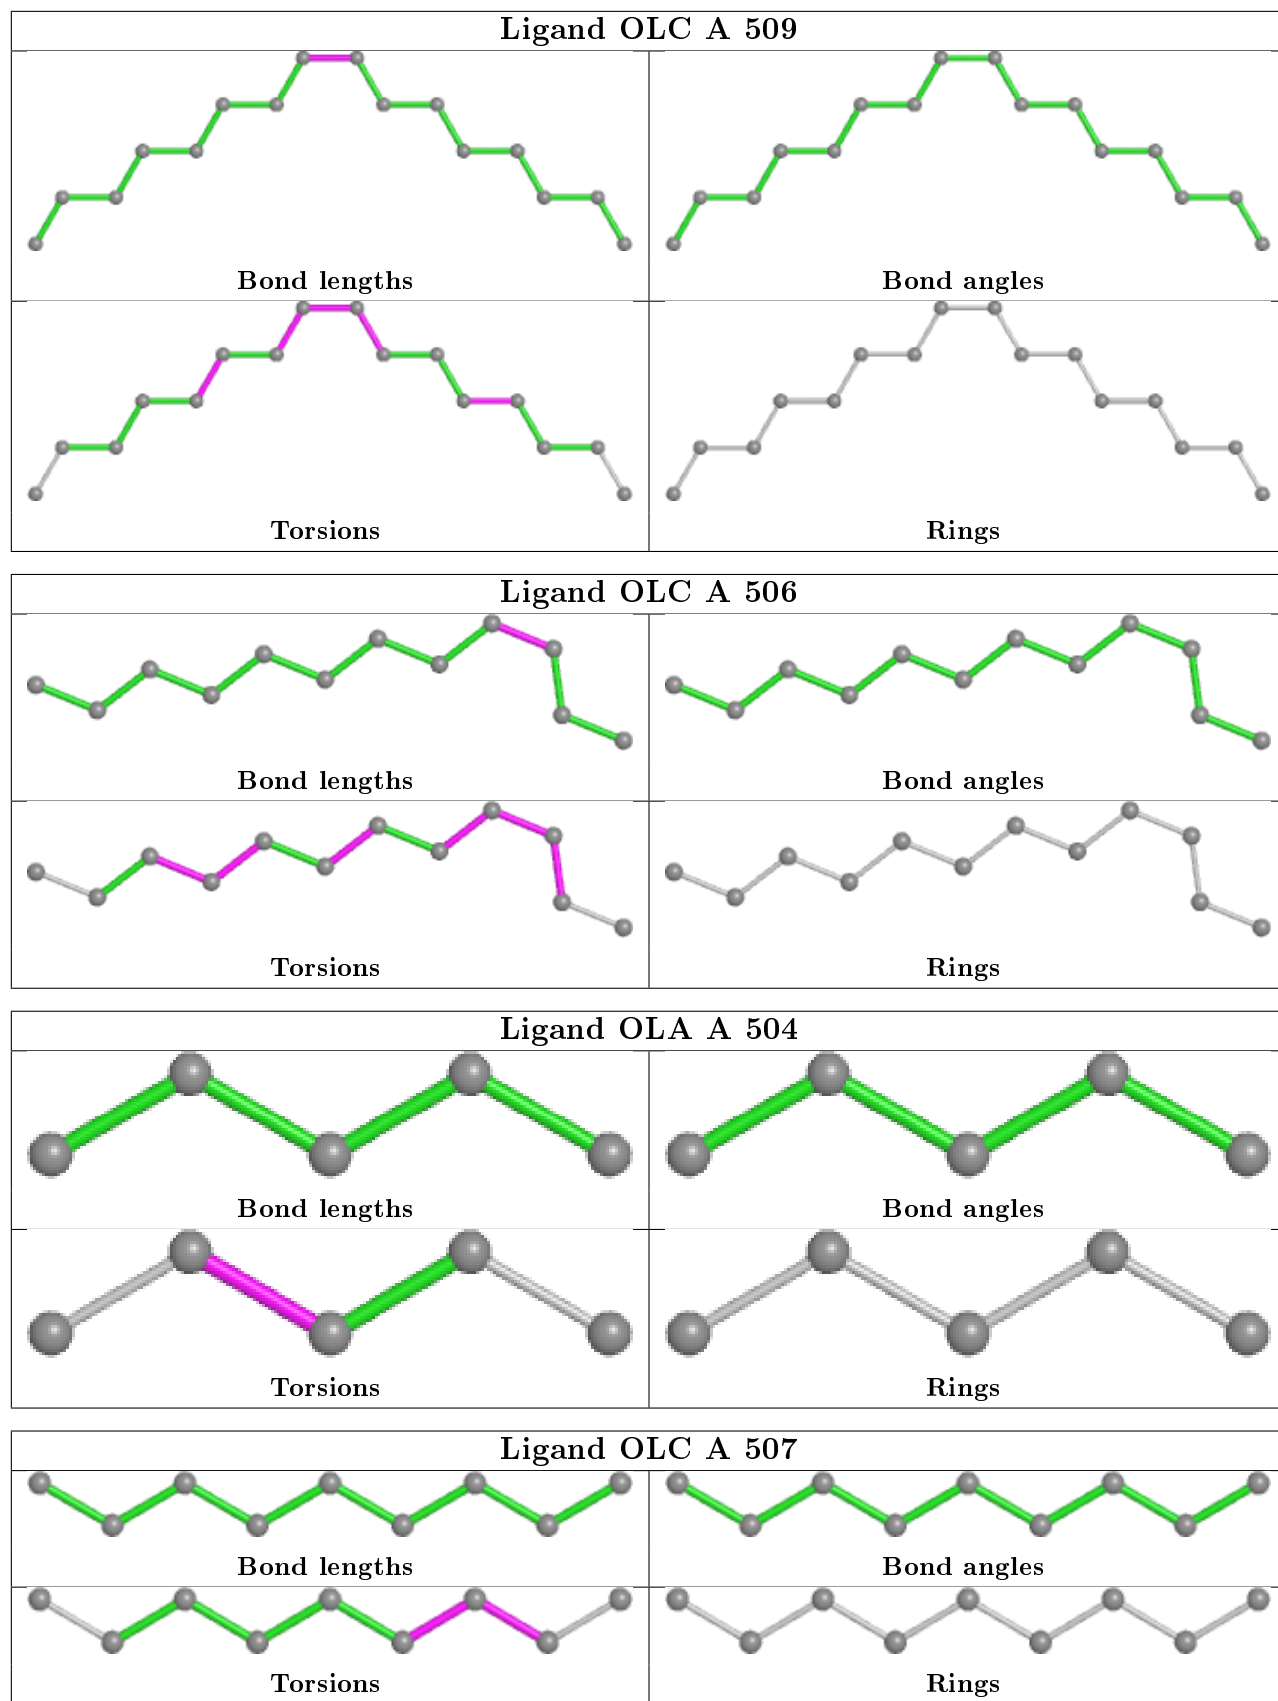 Ligand OLC A 509
Bond lengths
Bond angles
Torsions
Rings
Ligand OLC A 506
Bond lengths
Bond angles
Torsions
Rings
Ligand OLA A 504
Bond lengths
Bond angles
Torsions
Rings
Ligand OLC A 507
Bond lengths
Bond angles
Torsions
Rings